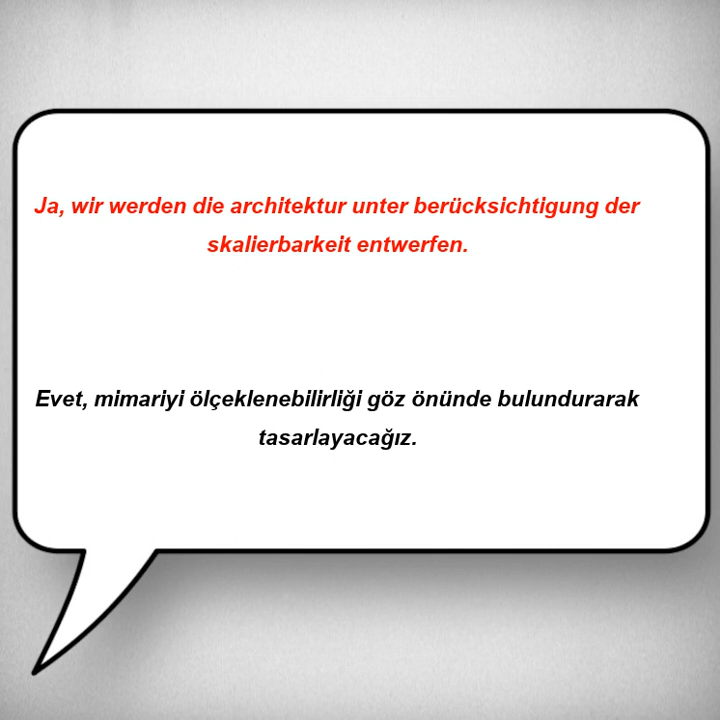 Ja, wir werden die architektur unter berücksichtigung der
skalierbarkeit entwerfen.
Evet, mimariyi ölçeklenebilirliği göz önünde bulundurarak
tasarlayacağız.